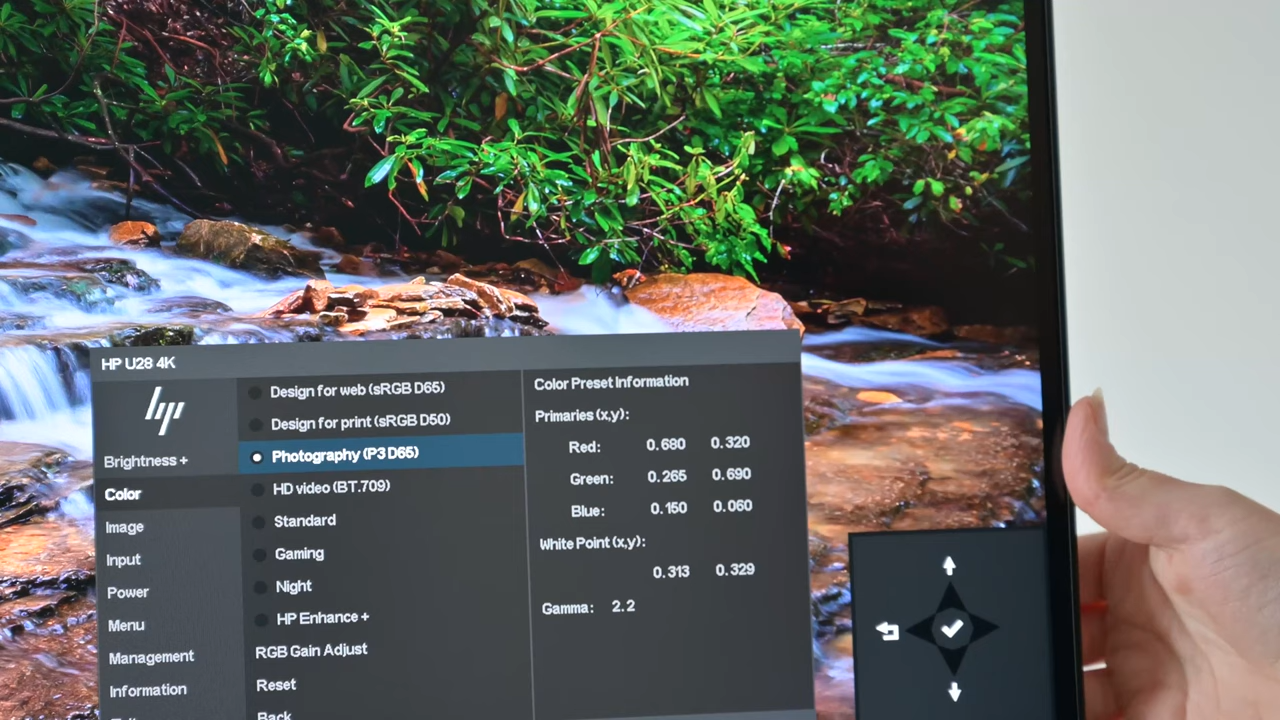 HP U28 4K
hp
Brightness +
Color
Image
Input
Power
Menu
Management
Information
Design for web (sRGB D65)
Design for print (sRGB D50)
Photography (P3 D65)
HD video (BT.709)
Standard
Gaming
Night
HP Enhance +
RGB Gain Adjust
Reset
Back
Color Preset Information
Primaries (x,y):
Red: 0.680 0.320
Green: 0.265 0.690
Blue: 0.150 0.060
White Point (x,y):
0.313 0.329
Gamma: 2.2